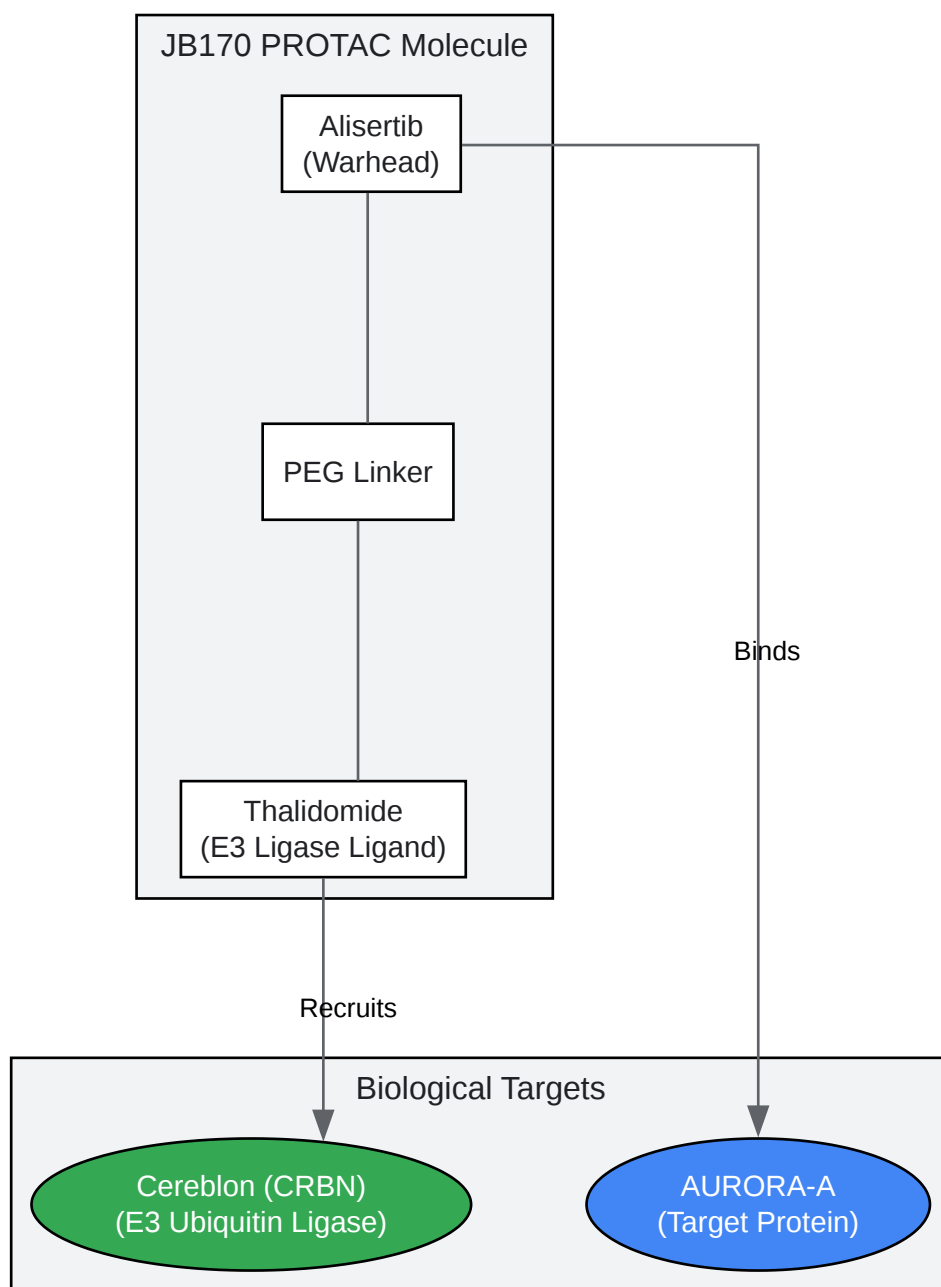 JB170 PROTAC Molecule
Alisertib
(Warhead)
PEG Linker
Binds
Thalidomide
(E3 Ligase Ligand)
Recruits
Biological Targets
Cereblon (CRBN)
(E3 Ubiquitin Ligase)
AURORA-A
(Target Protein)